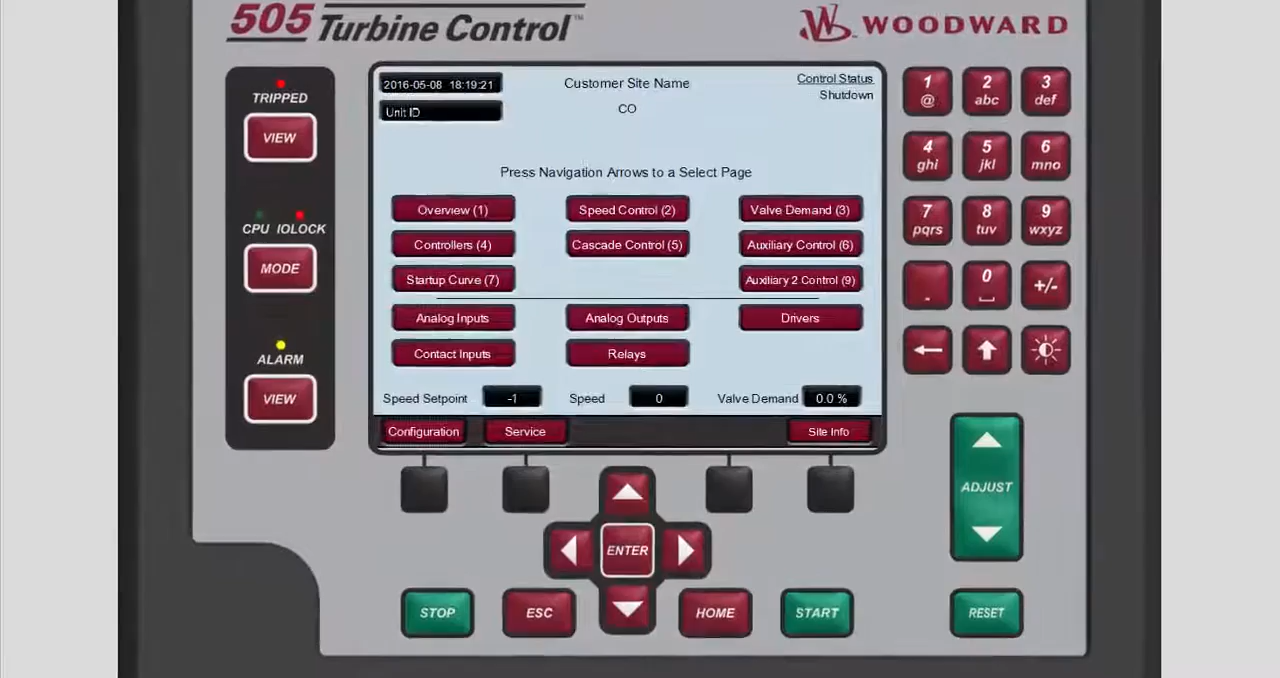 505 Turbine Control™
WOODWARD
TRIPPED
VIEW
CPU IOLOCK
MODE
ALARM
VIEW
2016-05-08 18:19:21
Customer Site Name
Control Status
Unit ID
CO
Shutdown
Press Navigation Arrows to a Select Page
Overview (1)
Speed Control (2)
Valve Demand (3)
Controllers (4)
Cascade Control (5)
Auxiliary Control (6)
Startup Curve (7)
Auxiliary 2 Control (9)
Analog Inputs
Analog Outputs
Drivers
Contact Inputs
Relays
Speed Setpoint -1
Speed 0
Valve Demand 0.0 %
Configuration
Service
Site Info
1
@
2
abc
3
def
4
ghi
5
jkl
6
mno
7
pqrs
8
tuv
9
wxyz
.
0
+/-
ADJUST
ENTER
STOP
ESC
HOME
START
RESET